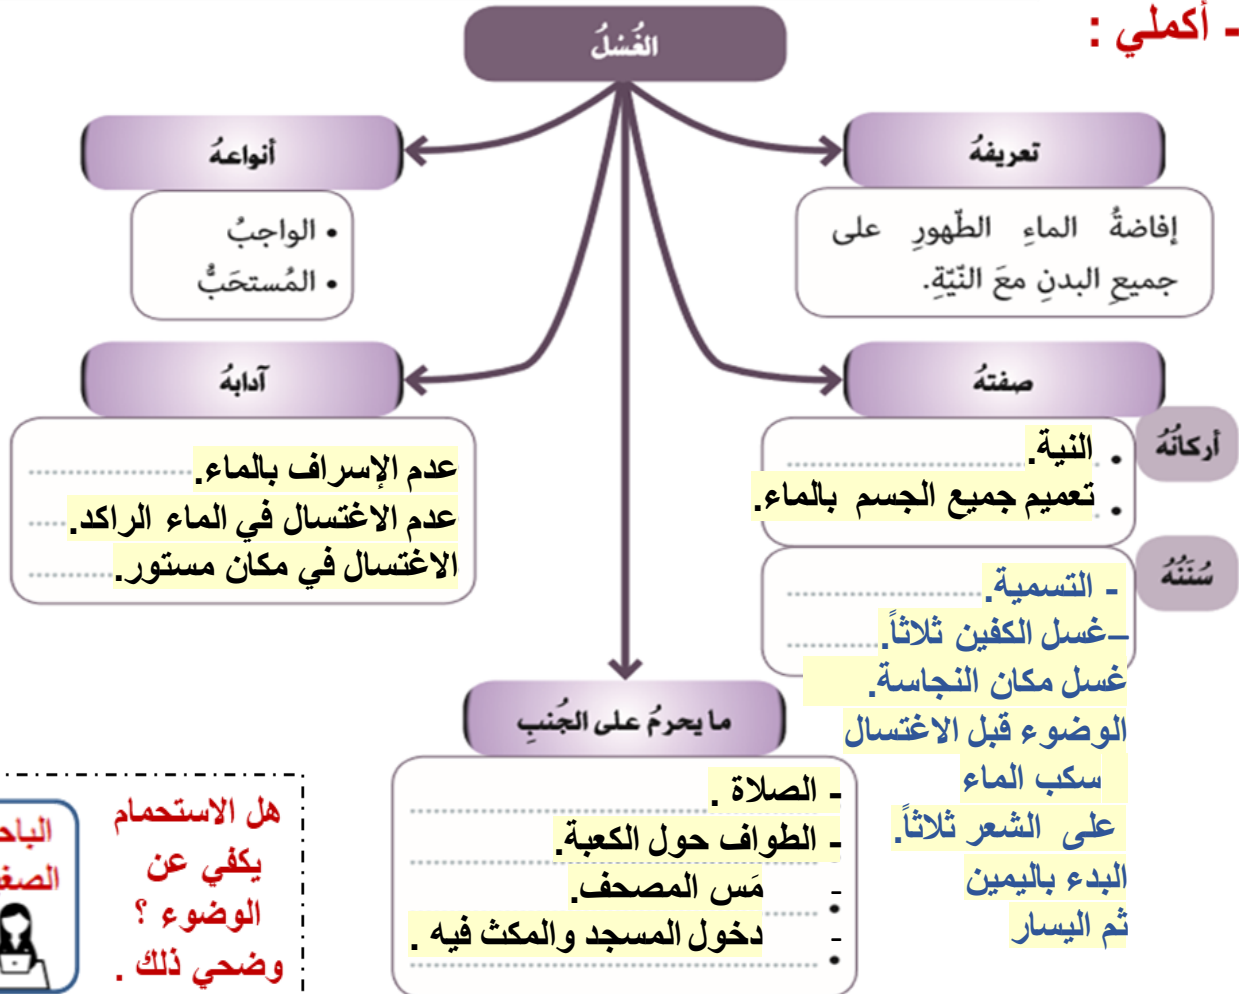 - أكملي :
الغُسْلُ
تعريفهُ
إفاضةُ الماءِ الطّهورِ على
جميعِ البدنِ معَ النّيّةِ.
أنواعهُ
• الواجبُ
• المُستحَبُّ
صفتهُ
أركانُهُ
• النية.
• تعميم جميع الجسم بالماء.
سُنَنُهُ
- التسمية.
–غسل الكفين ثلاثاً.
غسل مكان النجاسة.
الوضوء قبل الاغتسال
سكب الماء
على الشعر ثلاثاً.
البدء باليمين
ثم اليسار
آدابهُ
عدم الإسراف بالماء.
عدم الاغتسال في الماء الراكد.
الاغتسال في مكان مستور.
ما يحرمُ على الجُنبِ
- الصلاة .
- الطواف حول الكعبة.
- مَس المصحف.
- دخول المسجد والمكث فيه .
هل الاستحمام
يكفي عن
الوضوء ؟
وضحي ذلك .